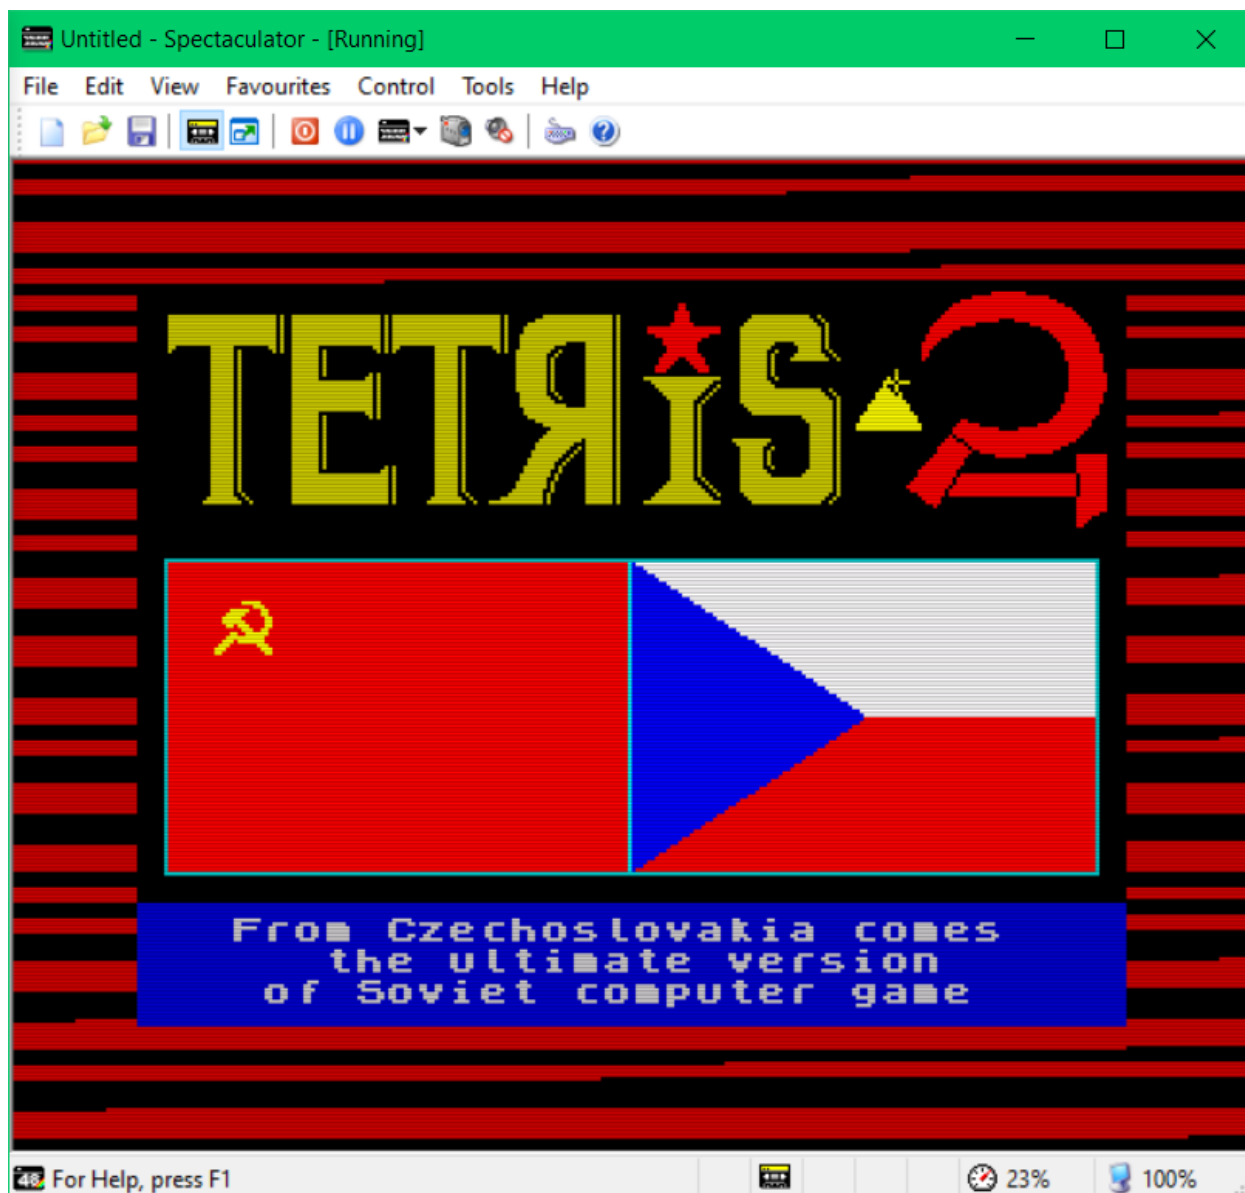 Untitled - Spectaculator - [Running]
File Edit View Favourites Control Tools Help
TETЯiS
From Czechoslovakia comes
the ultimate version
of Soviet computer game
48 For Help, press F1 23% 100%